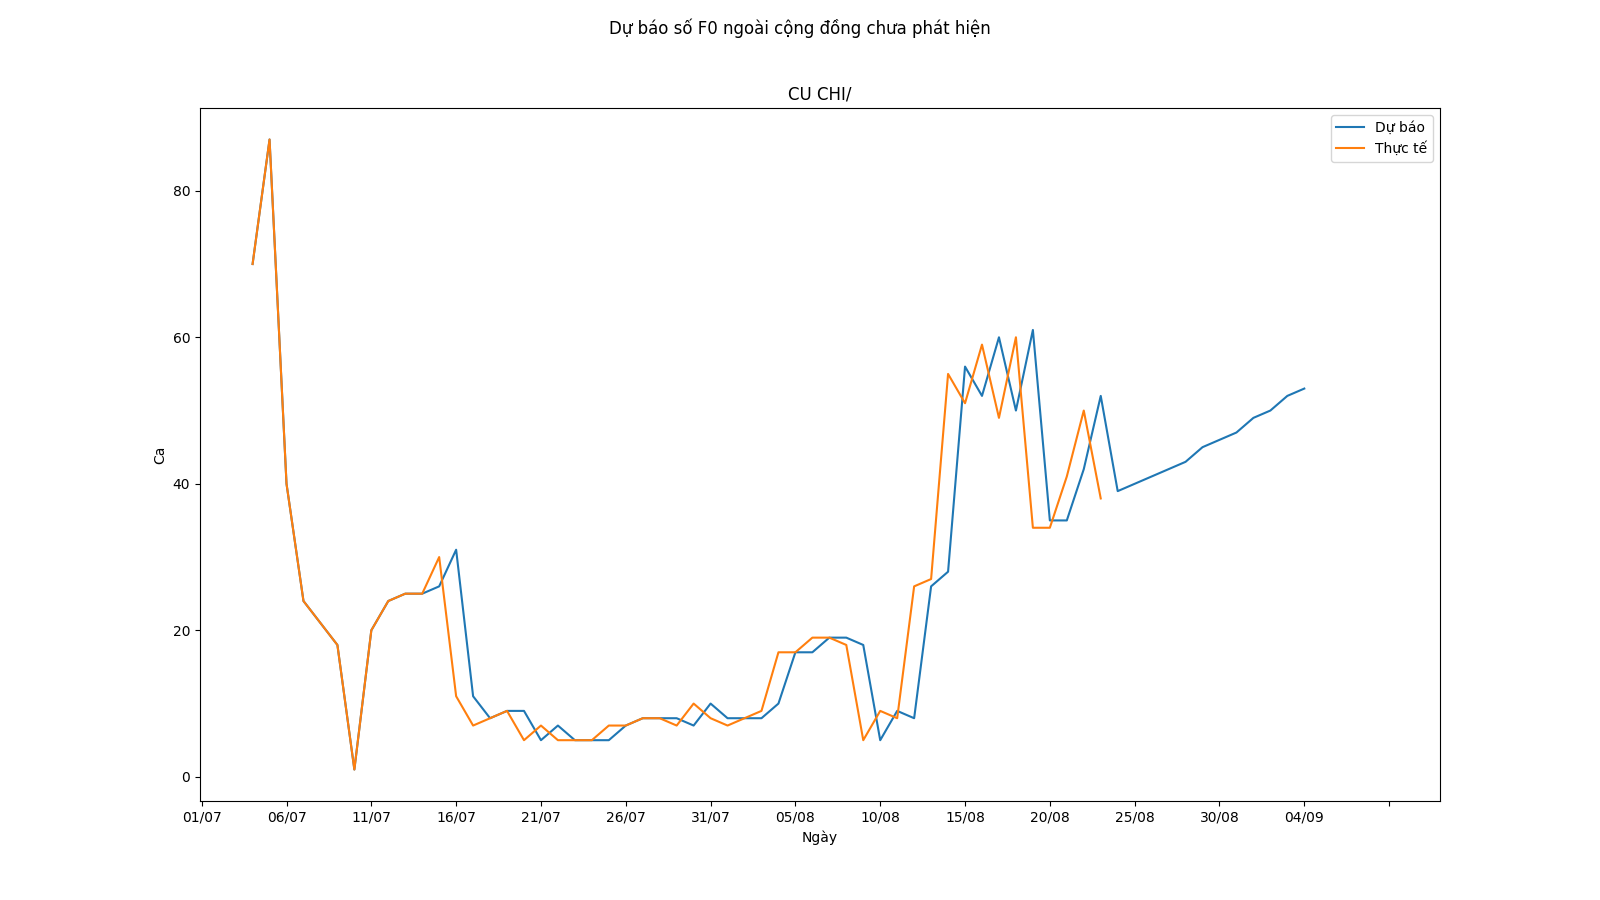 Dự báo số F0 ngoài cộng đồng chưa phát hiện
CU CHI/
Dự báo
Thực tế
80
60
40
20
0
Ca
01/07 06/07 11/07 16/07 21/07 26/07 31/07 05/08 10/08 15/08 20/08 25/08 30/08 04/09
Ngày